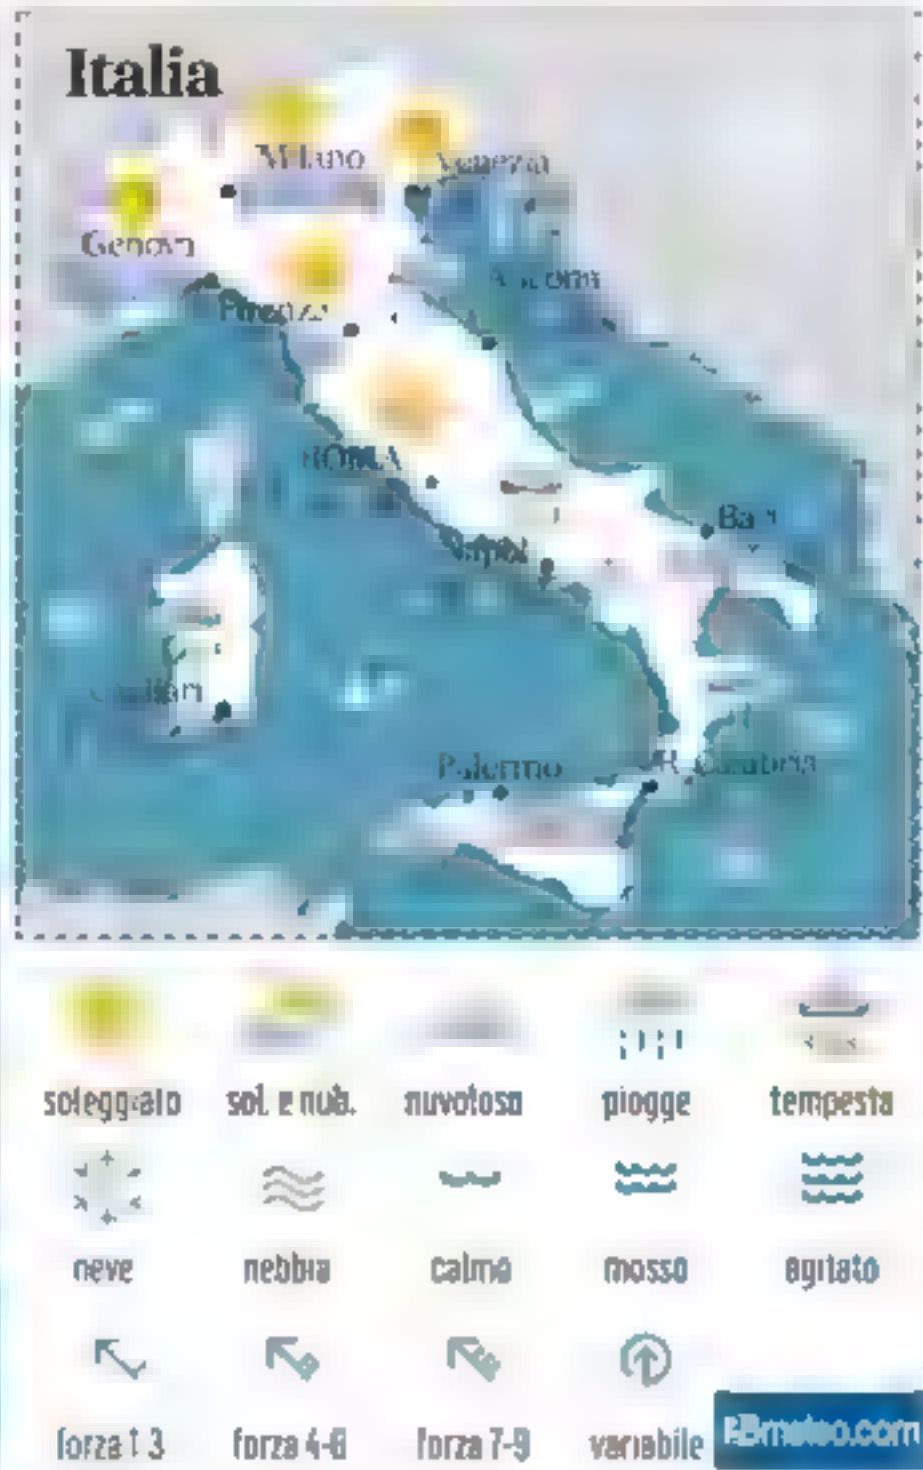 Italia
Milano
Venezia
Genova
Ancona
Firenze
ROMA
Bari
Napoli
Cagliari
Palermo
R. Calabria
soleggiato
sol. e nub.
nuvoloso
piogge
tempesta
neve
nebbia
calmo
mosso
agitato
forza 1-3
forza 4-6
forza 7-9
variabile
3Bmeteo.com